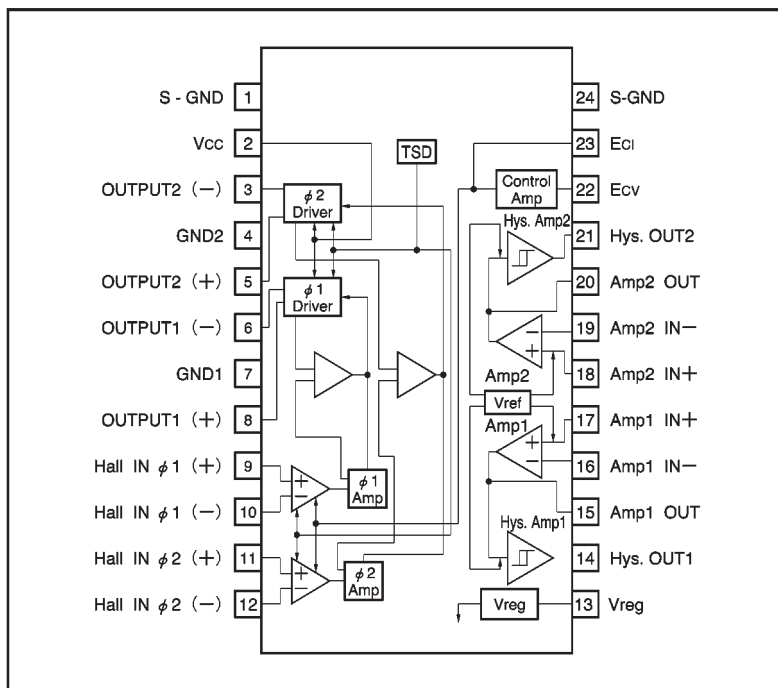 S - GND 1
Vcc 2
OUTPUT2 (−) 3
GND2 4
OUTPUT2 (+) 5
OUTPUT1 (−) 6
GND1 7
OUTPUT1 (+) 8
Hall IN φ1 (+) 9
Hall IN φ1 (−) 10
Hall IN φ2 (+) 11
Hall IN φ2 (−) 12
TSD
φ2
Driver
φ1
Driver
+
−
φ1
Amp
+
−
φ2
Amp
Control
Amp
Hys. Amp2
−
+
Amp2
Vref
Amp1
+
−
Hys. Amp1
Vreg
24 S-GND
23 ECI
22 ECV
21 Hys. OUT2
20 Amp2 OUT
19 Amp2 IN−
18 Amp2 IN+
17 Amp1 IN+
16 Amp1 IN−
15 Amp1 OUT
14 Hys. OUT1
13 Vreg